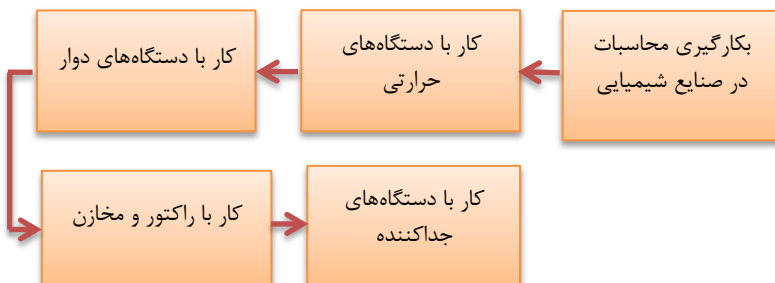 بکارگیری محاسبات
در صنایع شیمیایی
کار با دستگاه‌های
حرارتی
کار با دستگاه‌های دوار
کار با راکتور و مخازن
کار با دستگاه‌های
جداکننده